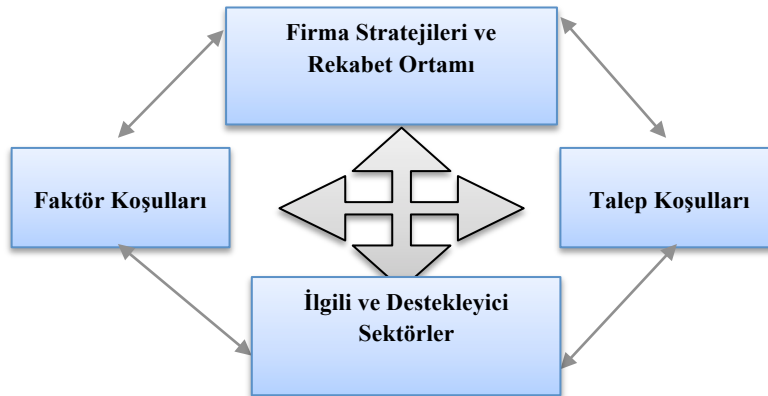 Firma Stratejileri ve
Rekabet Ortamı
Faktör Koşulları
Talep Koşulları
İlgili ve Destekleyici
Sektörler